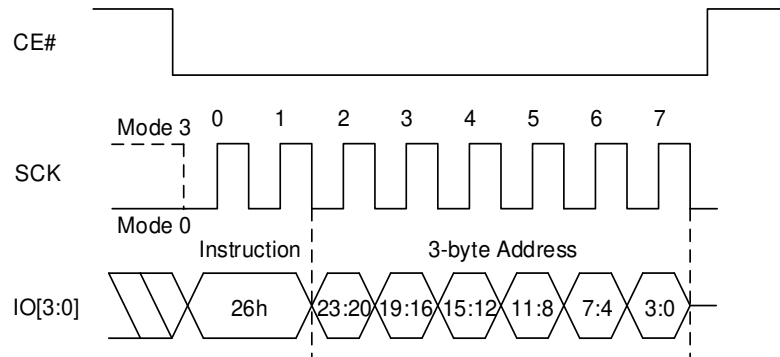 CE#
Mode 3 0 1 2 3 4 5 6 7
SCK
Mode 0
Instruction 3-byte Address
IO[3:0] 26h 23:20 19:16 15:12 11:8 7:4 3:0